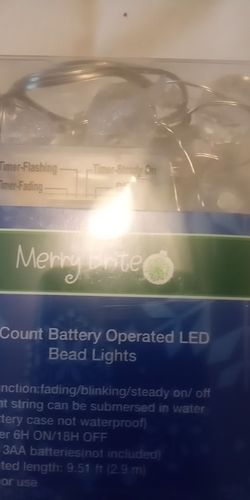 Timer-Flashing Timer-Steady On
Timer-Fading
Merry Brite
Count Battery Operated LED
Bead Lights
nction:fading/blinking/steady on/ off
nt string can be submersed in water
ttery case not waterproof)
er 6H ON/18H OFF
3AA batteries(not included)
ted length: 9.51 ft (2.9 m)
or use